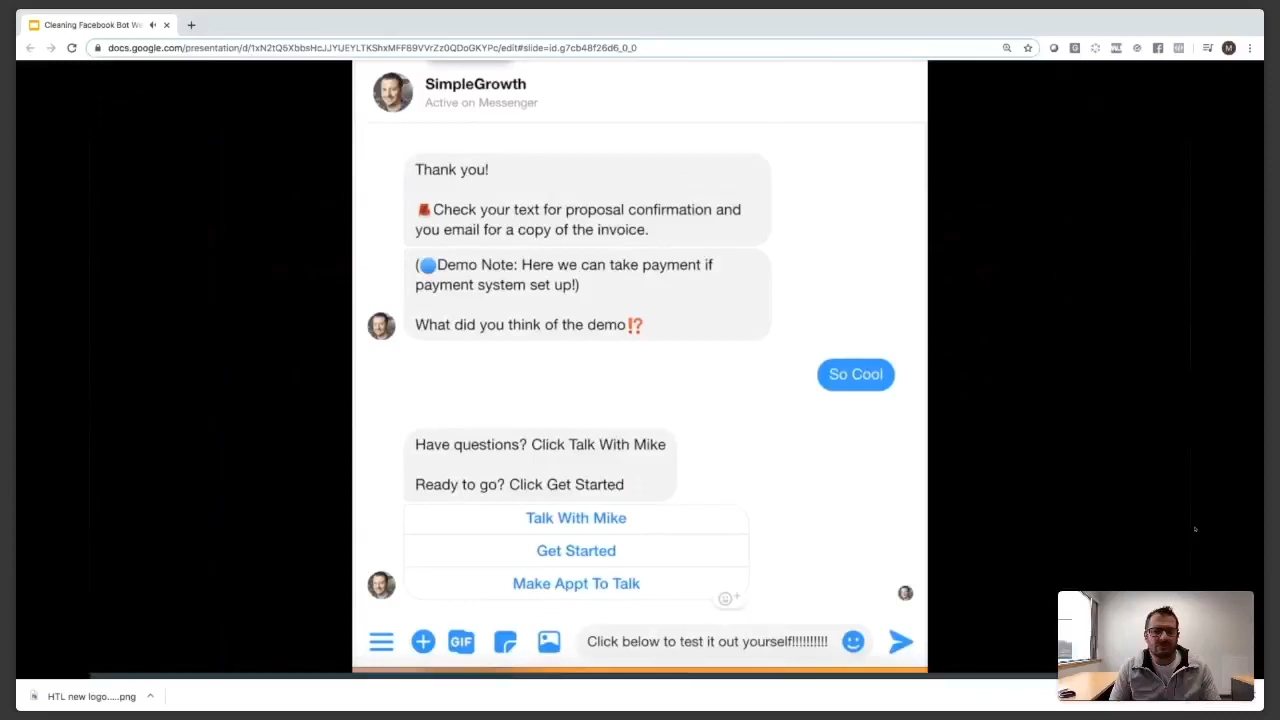 Cleaning Facebook Bot We
docs.google.com/presentation/d/1xN2tQ5XbbsHcJJYUEYLTKShxMFF89VVrZz0QDoGKYPc/edit#slide=id.g7cb48f26d6_0_0
M
SimpleGrowth
Active on Messenger
Thank you!
Check your text for proposal confirmation and
you email for a copy of the invoice.
(Demo Note: Here we can take payment if
payment system set up!)
What did you think of the demo⁉️
So Cool
Have questions? Click Talk With Mike
Ready to go? Click Get Started
Talk With Mike
Get Started
Make Appt To Talk
GIF
Click below to test it out yourself!!!!!!!!!!
HTL new logo.....png